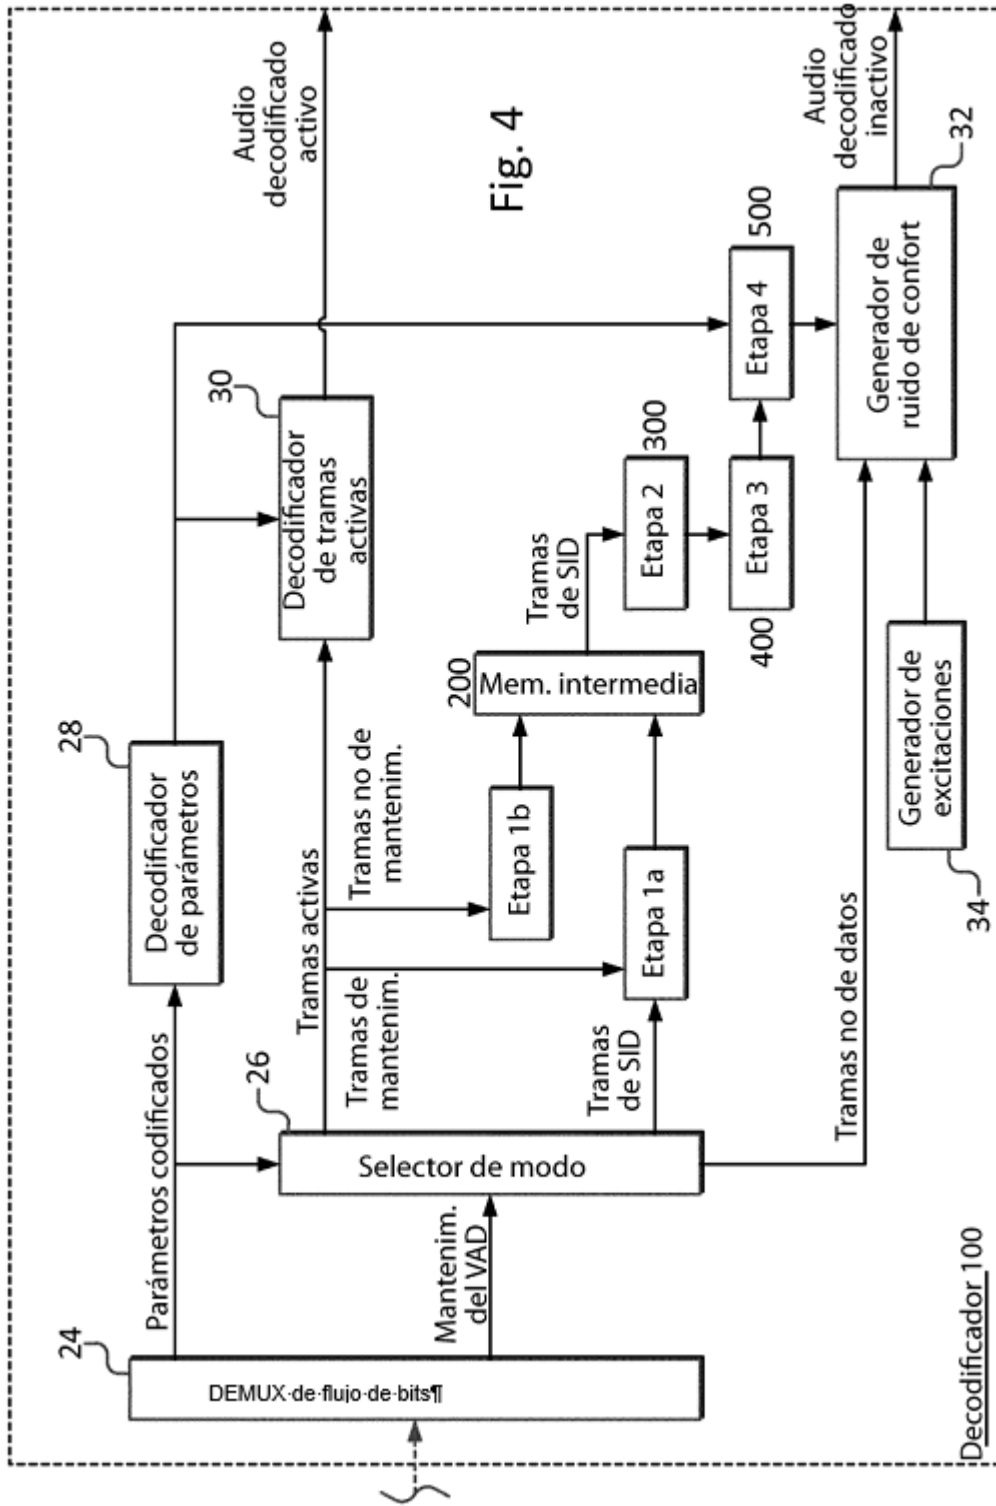 24
DEMUX·de·flujo·de·bits¶
Parámetros codificados
Mantenim.
del VAD
26
Selector de modo
28
Decodificador
de parámetros
Tramas activas
Tramas de
mantenim.
Tramas no de
mantenim.
Tramas
de SID
Etapa 1b
Etapa 1a
200
Mem. intermedia
30
Decodificador
de tramas
activas
Tramas
de SID
Etapa 2
300
Etapa 3
400
Etapa 4
500
Tramas no de datos
34
Generador de
excitaciones
Generador de
ruido de confort
32
Audio
decodificado
activo
Audio
decodificado
inactivo
Fig. 4
Decodificador 100